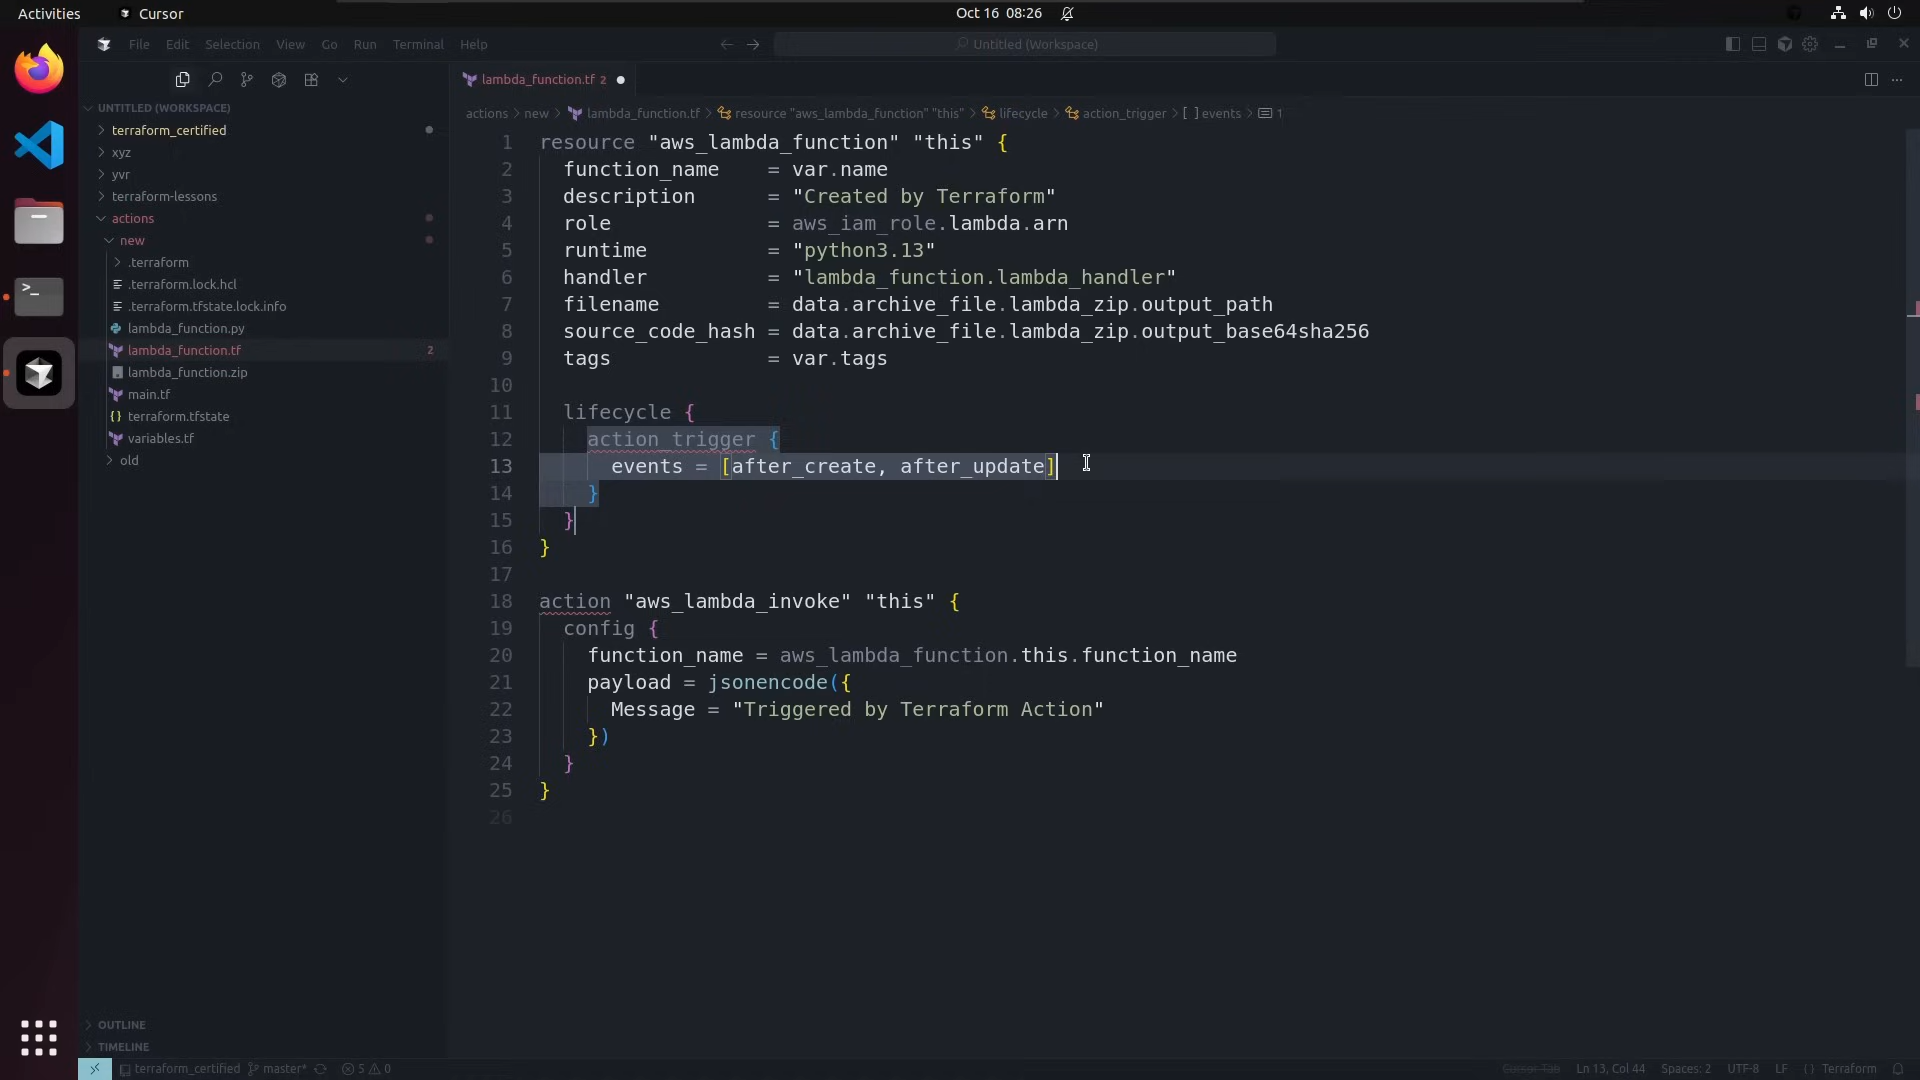 Activities
Cursor
Oct 16 08:26
File Edit Selection View Go Run Terminal Help
Untitled (Workspace)
lambda_function.tf 2
UNTITLED (WORKSPACE)
terraform_certified
xyz
yvr
terraform-lessons
actions
new
.terraform
.terraform.lock.hcl
.terraform.tfstate.lock.info
lambda_function.py
lambda_function.tf 2
lambda_function.zip
main.tf
terraform.tfstate
variables.tf
old
OUTLINE
TIMELINE
actions > new > lambda_function.tf > resource "aws_lambda_function" "this" > lifecycle > action_trigger > [ ] events > 1
1 resource "aws_lambda_function" "this" {
2 function_name = var.name
3 description = "Created by Terraform"
4 role = aws_iam_role.lambda.arn
5 runtime = "python3.13"
6 handler = "lambda_function.lambda_handler"
7 filename = data.archive_file.lambda_zip.output_path
8 source_code_hash = data.archive_file.lambda_zip.output_base64sha256
9 tags = var.tags
10
11 lifecycle {
12 action_trigger {
13 events = [after_create, after_update]
14 }
15 }
16 }
17
18 action "aws_lambda_invoke" "this" {
19 config {
20 function_name = aws_lambda_function.this.function_name
21 payload = jsonencode({
22 Message = "Triggered by Terraform Action"
23 })
24 }
25 }
26
terraform_certified master* 5 0
Cursor Tab Ln 13, Col 44 Spaces: 2 UTF-8 LF { } Terraform